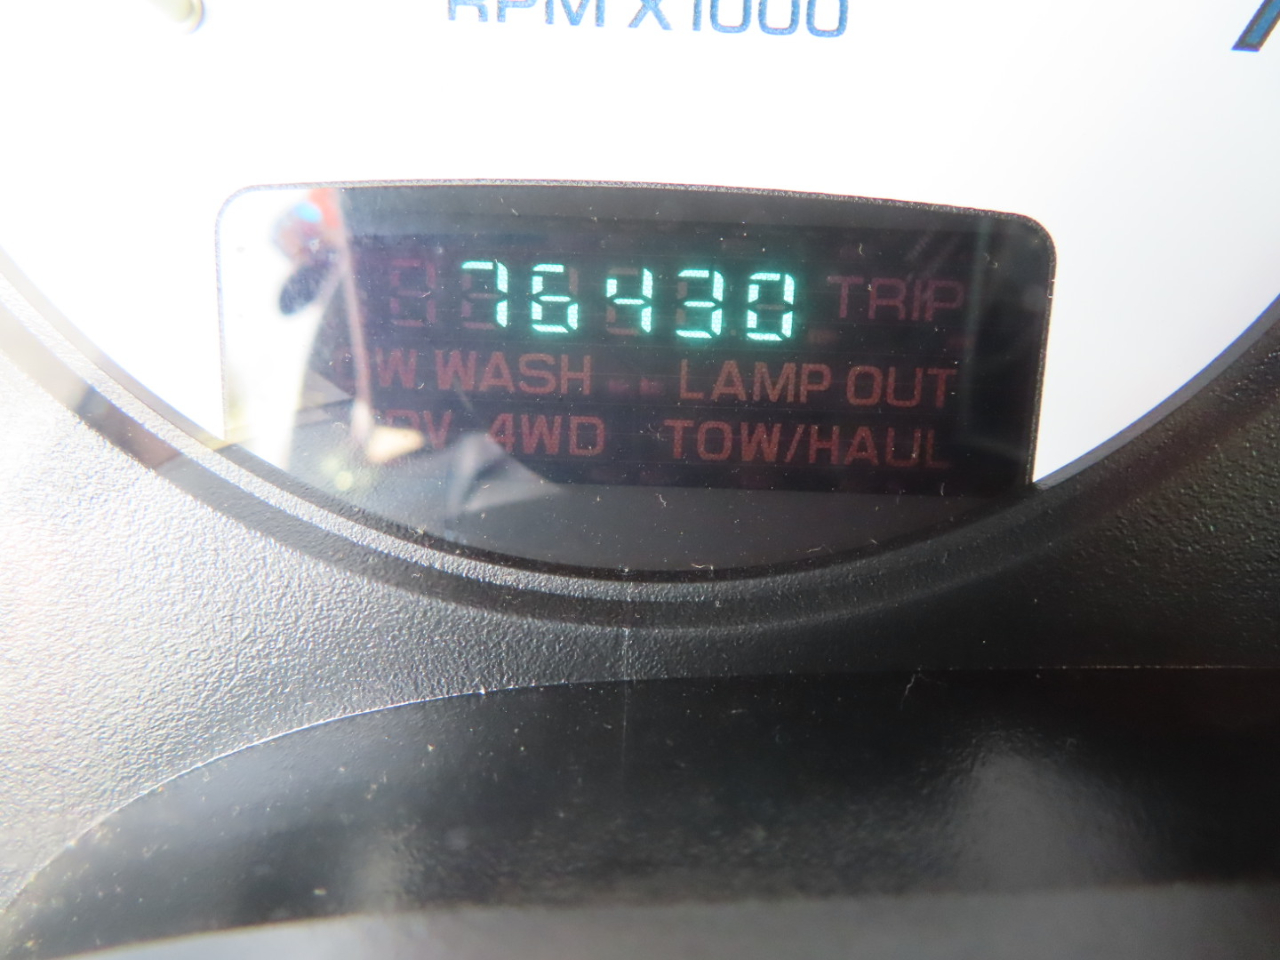 RPM X1000
76430 TRIP
W WASH LAMP OUT
4WD TOW/HAUL